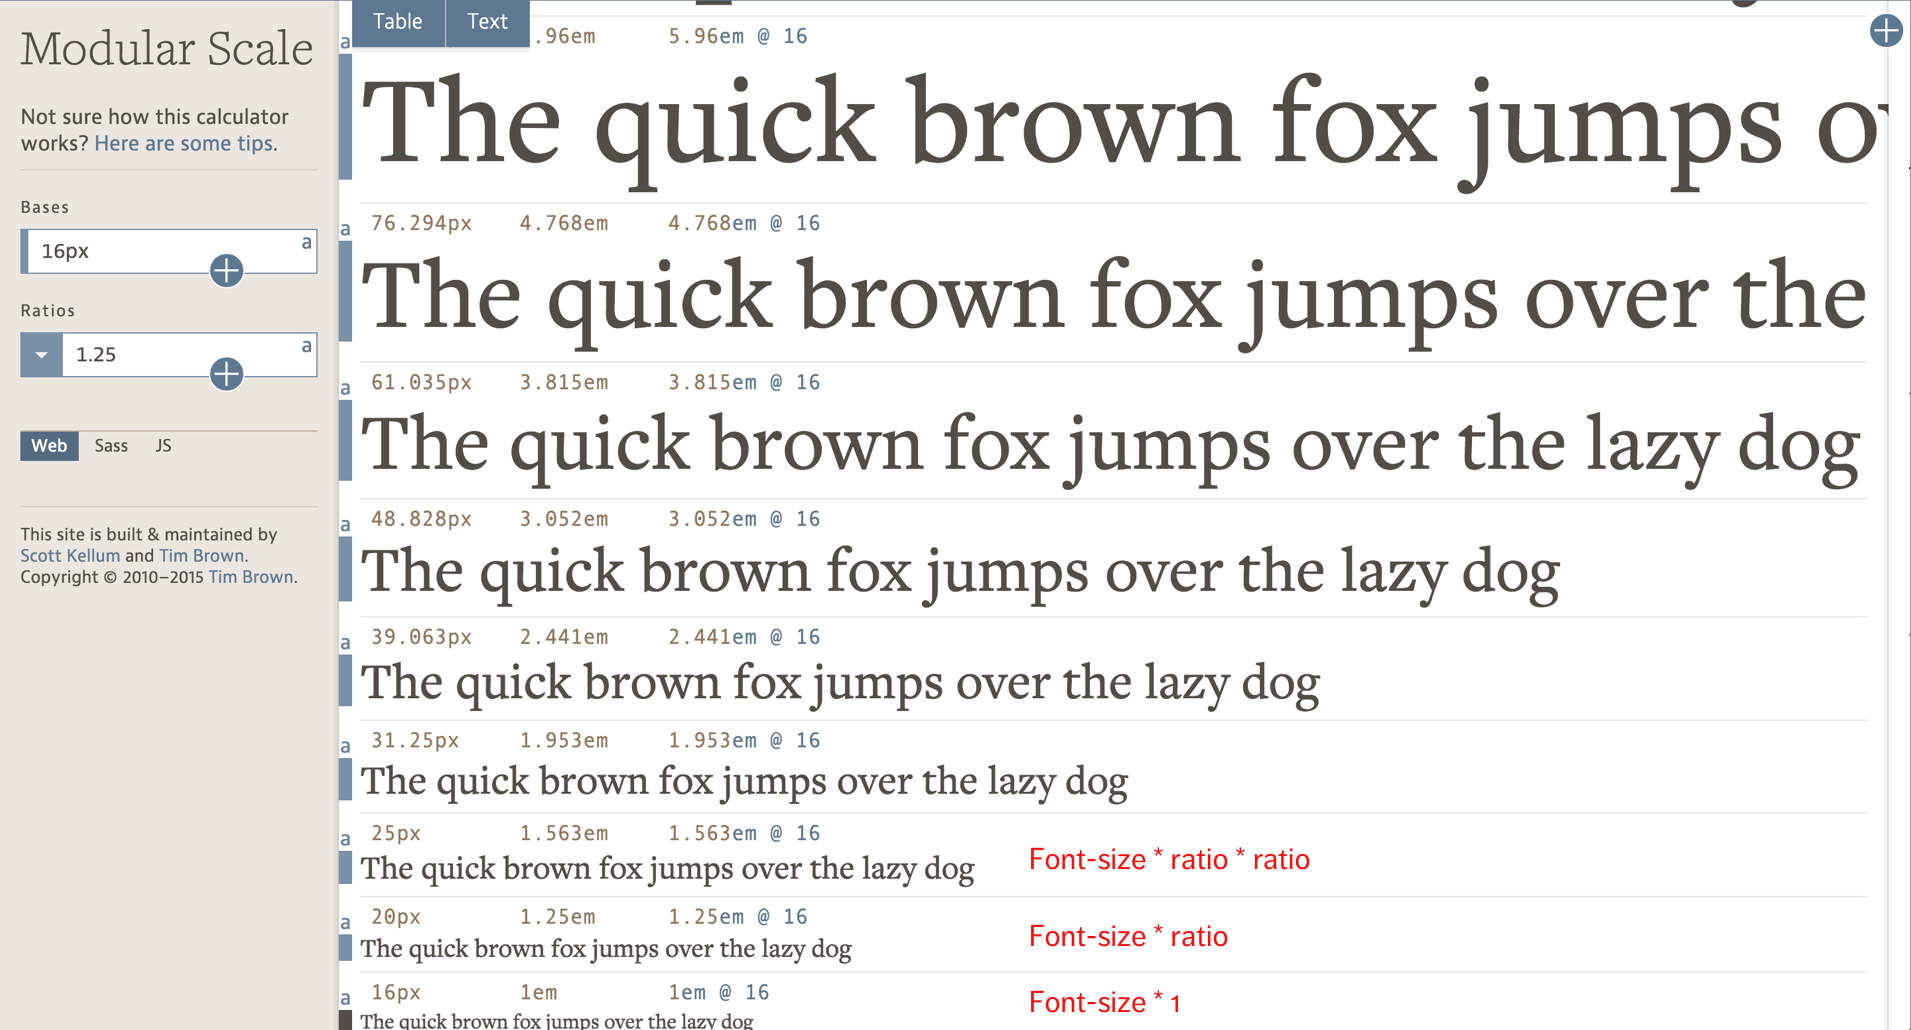 Modular Scale
Not sure how this calculator
works? Here are some tips.
Bases
16px
a
Ratios
1.25
a
Web Sass JS
This site is built & maintained by
Scott Kellum and Tim Brown.
Copyright © 2010–2015 Tim Brown.
Table Text
a .96em 5.96em @ 16
The quick brown fox jumps o
a 76.294px 4.768em 4.768em @ 16
The quick brown fox jumps over the
a 61.035px 3.815em 3.815em @ 16
The quick brown fox jumps over the lazy dog
a 48.828px 3.052em 3.052em @ 16
The quick brown fox jumps over the lazy dog
a 39.063px 2.441em 2.441em @ 16
The quick brown fox jumps over the lazy dog
a 31.25px 1.953em 1.953em @ 16
The quick brown fox jumps over the lazy dog
a 25px 1.563em 1.563em @ 16
The quick brown fox jumps over the lazy dog
Font-size * ratio * ratio
a 20px 1.25em 1.25em @ 16
The quick brown fox jumps over the lazy dog
Font-size * ratio
a 16px 1em 1em @ 16
The quick brown fox jumps over the lazy dog
Font-size * 1